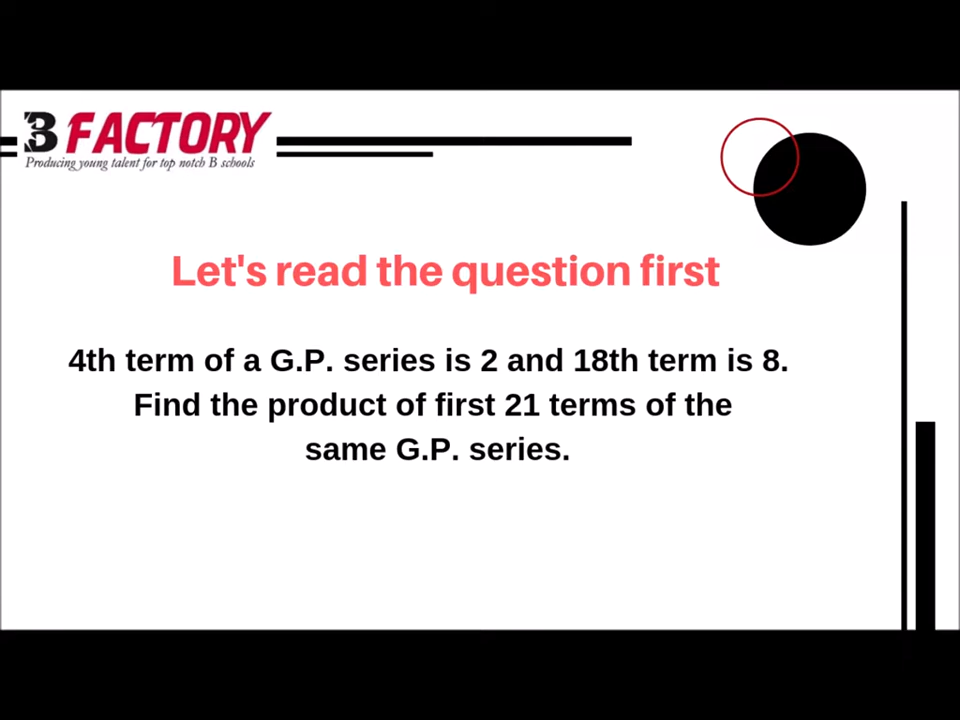 B FACTORY
Producing young talent for top notch B schools
Let's read the question first
4th term of a G.P. series is 2 and 18th term is 8.
Find the product of first 21 terms of the
same G.P. series.